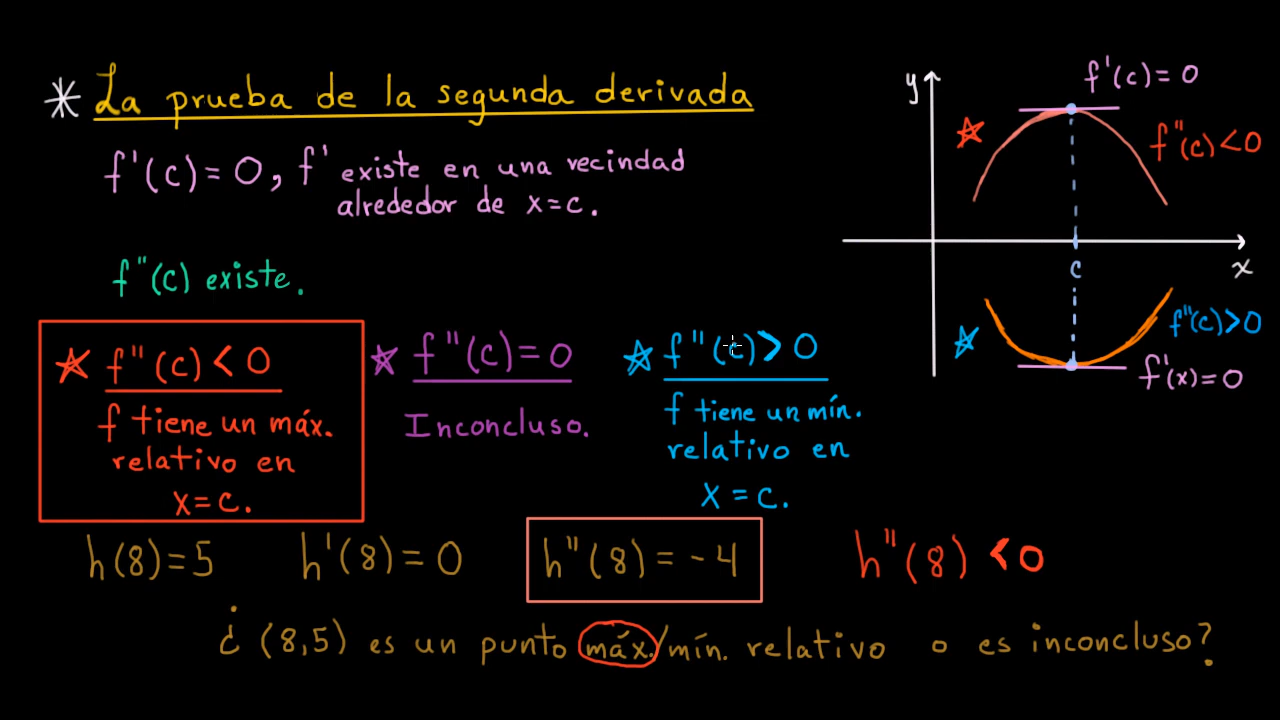 La prueba de la segunda derivada
f'(c) = 0, f' existe en una recindad
alrededor de x=c.
f"(c) existe.
f"(c) < 0
f tiene un máx.
relativo en
x=c.
f"(c) = 0
Inconcluso.
f"(c) > 0
f tiene un mín.
relativo en
x = c.
y
f'(c) = 0
f"(c) < 0
x
c
f"(c) > 0
f'(x) = 0
h(8) = 5 h'(8) = 0 h"(8) = -4 h"(8) < 0
¿(8,5) es un punto máx./mín. relativo o es inconcluso?